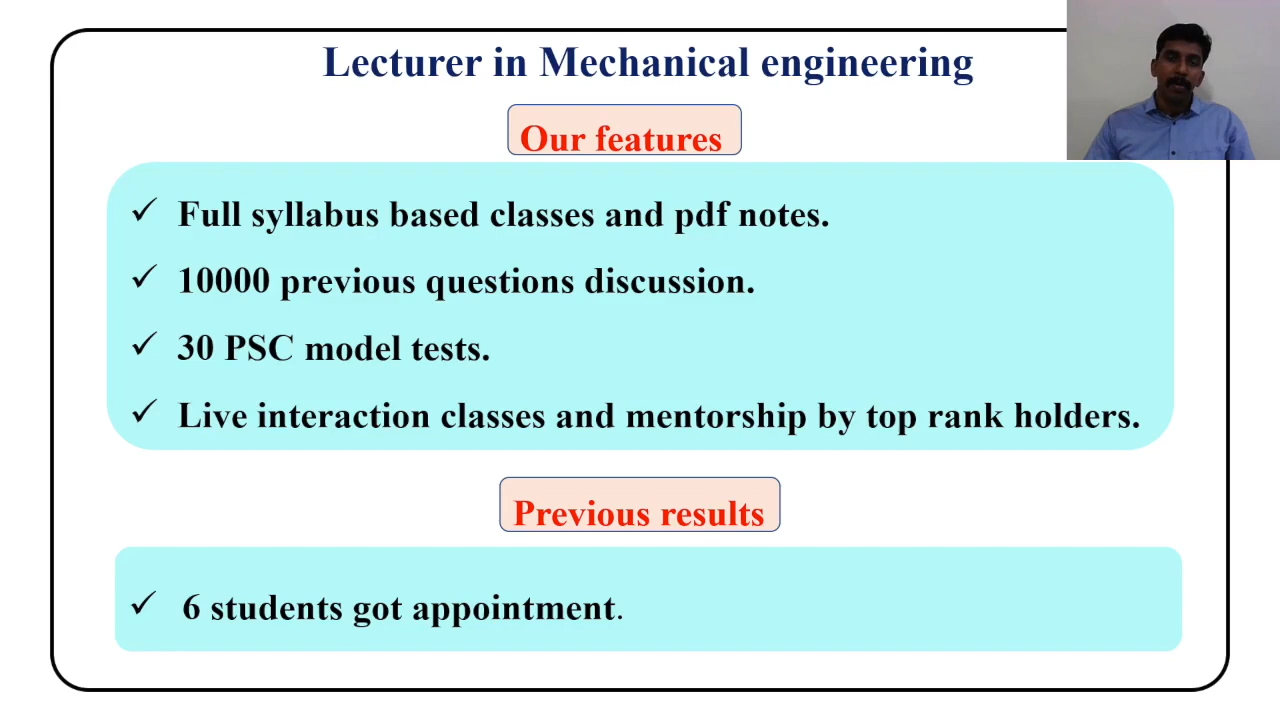 Lecturer in Mechanical engineering
Our features
✓ Full syllabus based classes and pdf notes.
✓ 10000 previous questions discussion.
✓ 30 PSC model tests.
✓ Live interaction classes and mentorship by top rank holders.
Previous results
✓ 6 students got appointment.